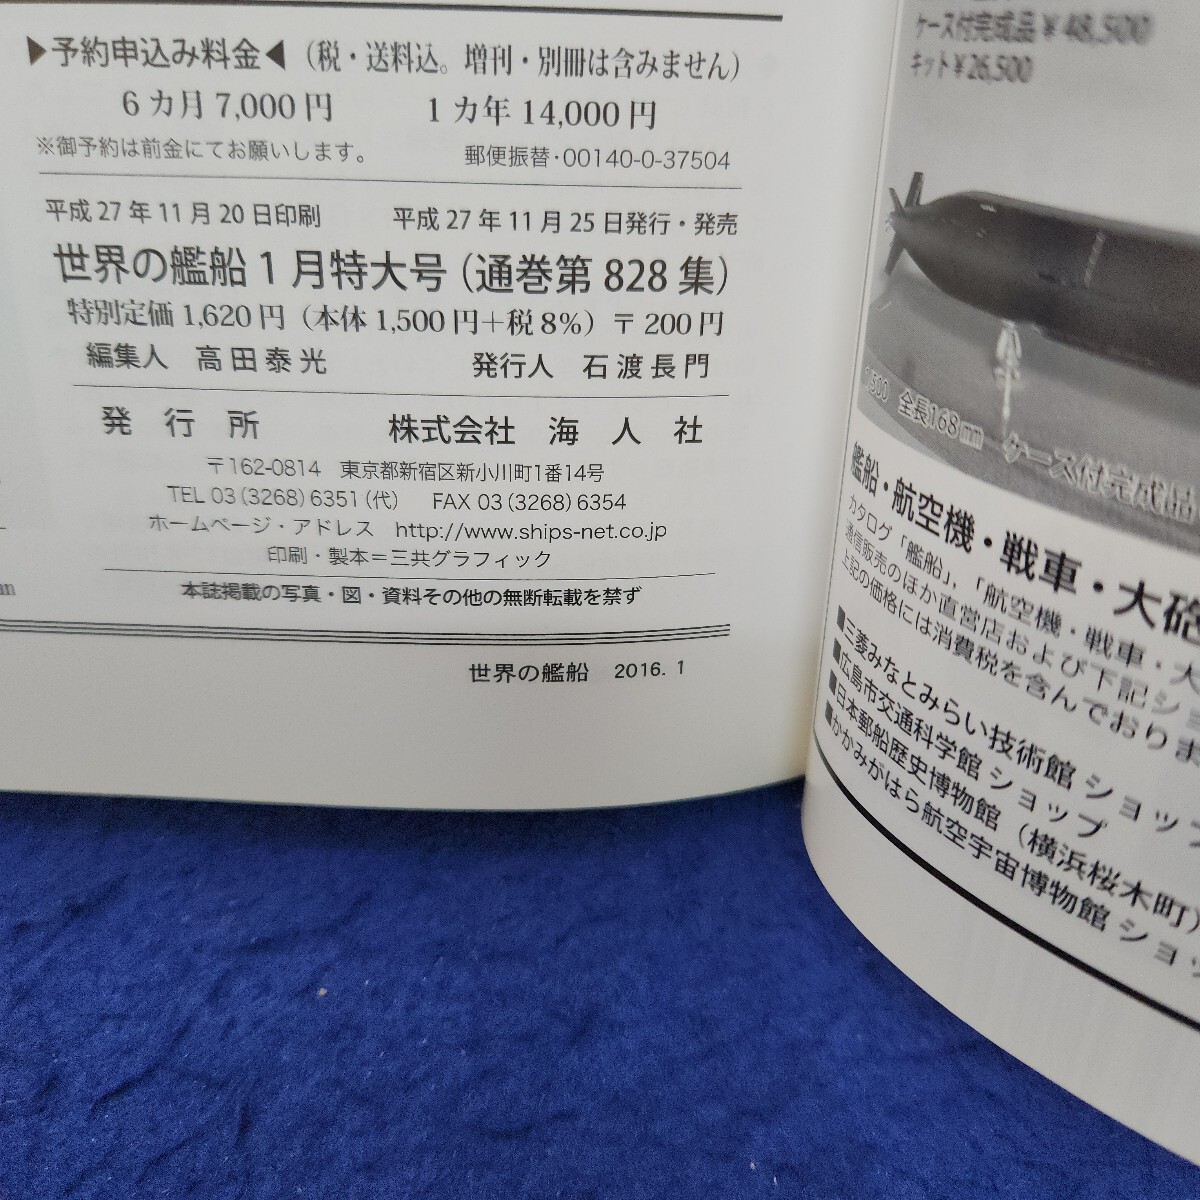 ▶予約申込み料金◀（税・送料込。増刊・別冊は含みません）
6カ月 7,000円　1カ年 14,000円
※御予約は前金にてお願いします。　郵便振替・00140-0-37504
平成27年11月20日印刷　平成27年11月25日発行・発売
世界の艦船1月特大号（通巻第828集）
特別定価1,620円（本体1,500円＋税8%）〒200円
編集人　高田泰光　発行人　石渡長門
発行所　株式会社 海人社
〒162-0814　東京都新宿区新小川町1番14号
TEL 03(3268)6351(代)　FAX 03(3268)6354
ホームページ・アドレス　http://www.ships-net.co.jp
印刷・製本＝三共グラフィック
本誌掲載の写真・図・資料その他の無断転載を禁ず
世界の艦船　2016. 1
ケース付完成品￥48,500
キット￥26,500
全長168mm　ケース付完成品
艦船・航空機・戦車・大砲
カタログ「艦船」，「航空機・戦車・大
通信販売のほか直営店および下記ショ
上記の価格には消費税を含んでおりま
■三菱みなとみらい技術館 ショップ
■広島市交通科学館 ショップ
■日本郵船歴史博物館（横浜桜木町）
■かかみがはら航空宇宙博物館 ショッ